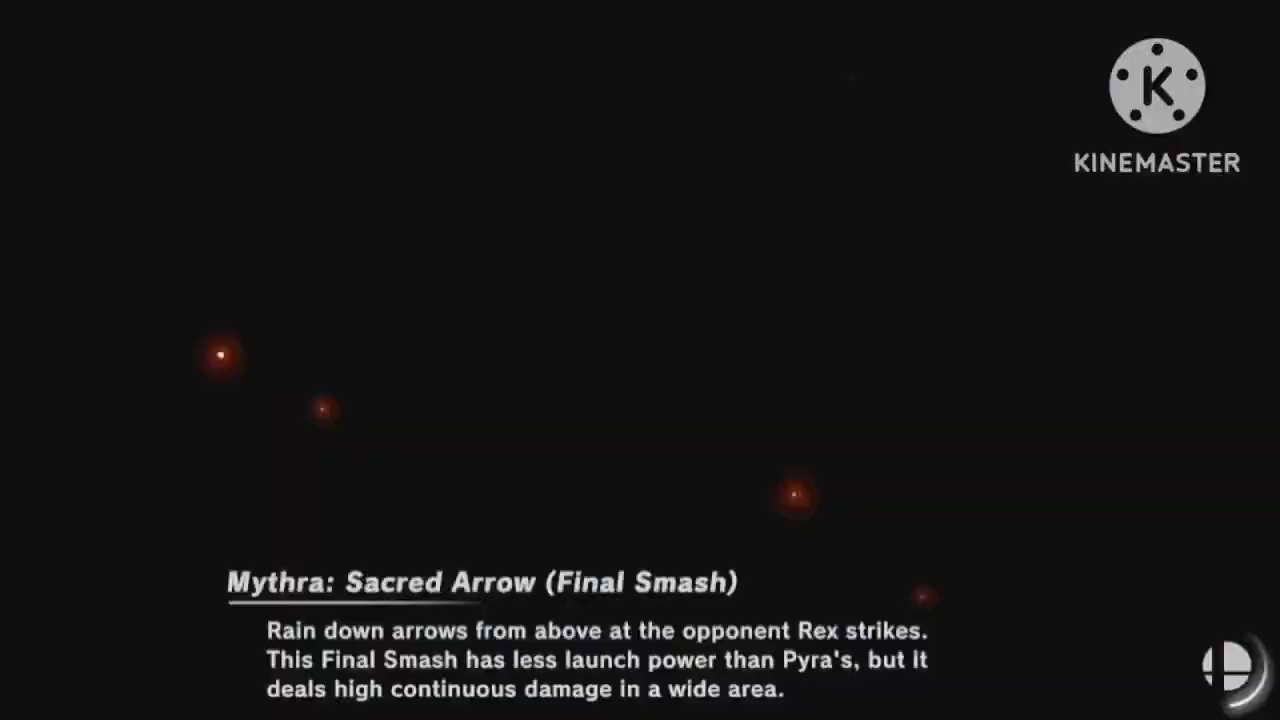 K
KINEMASTER
Mythra: Sacred Arrow (Final Smash)
Rain down arrows from above at the opponent Rex strikes.
This Final Smash has less launch power than Pyra's, but it
deals high continuous damage in a wide area.